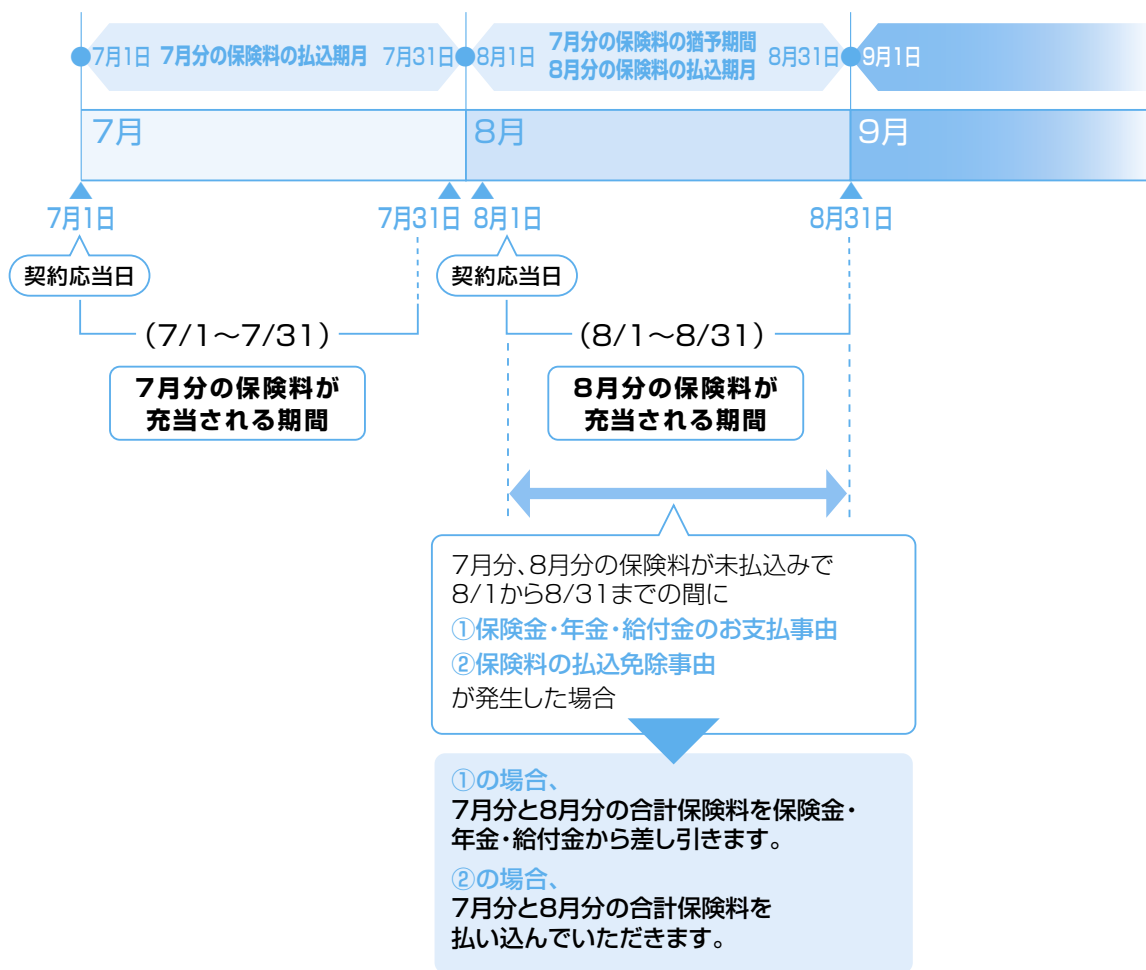 7月1日 7月分の保険料の払込期月 7月31日
8月1日 7月分の保険料の猶予期間
8月分の保険料の払込期月 8月31日
9月1日
7月
8月
9月
7月1日
7月31日
8月1日
8月31日
契約応当日
契約応当日
(7/1〜7/31)
(8/1〜8/31)
7月分の保険料が
充当される期間
8月分の保険料が
充当される期間
7月分、8月分の保険料が未払込みで
8/1から8/31までの間に
①保険金・年金・給付金のお支払事由
②保険料の払込免除事由
が発生した場合
①の場合、
7月分と8月分の合計保険料を保険金・
年金・給付金から差し引きます。
②の場合、
7月分と8月分の合計保険料を
払い込んでいただきます。